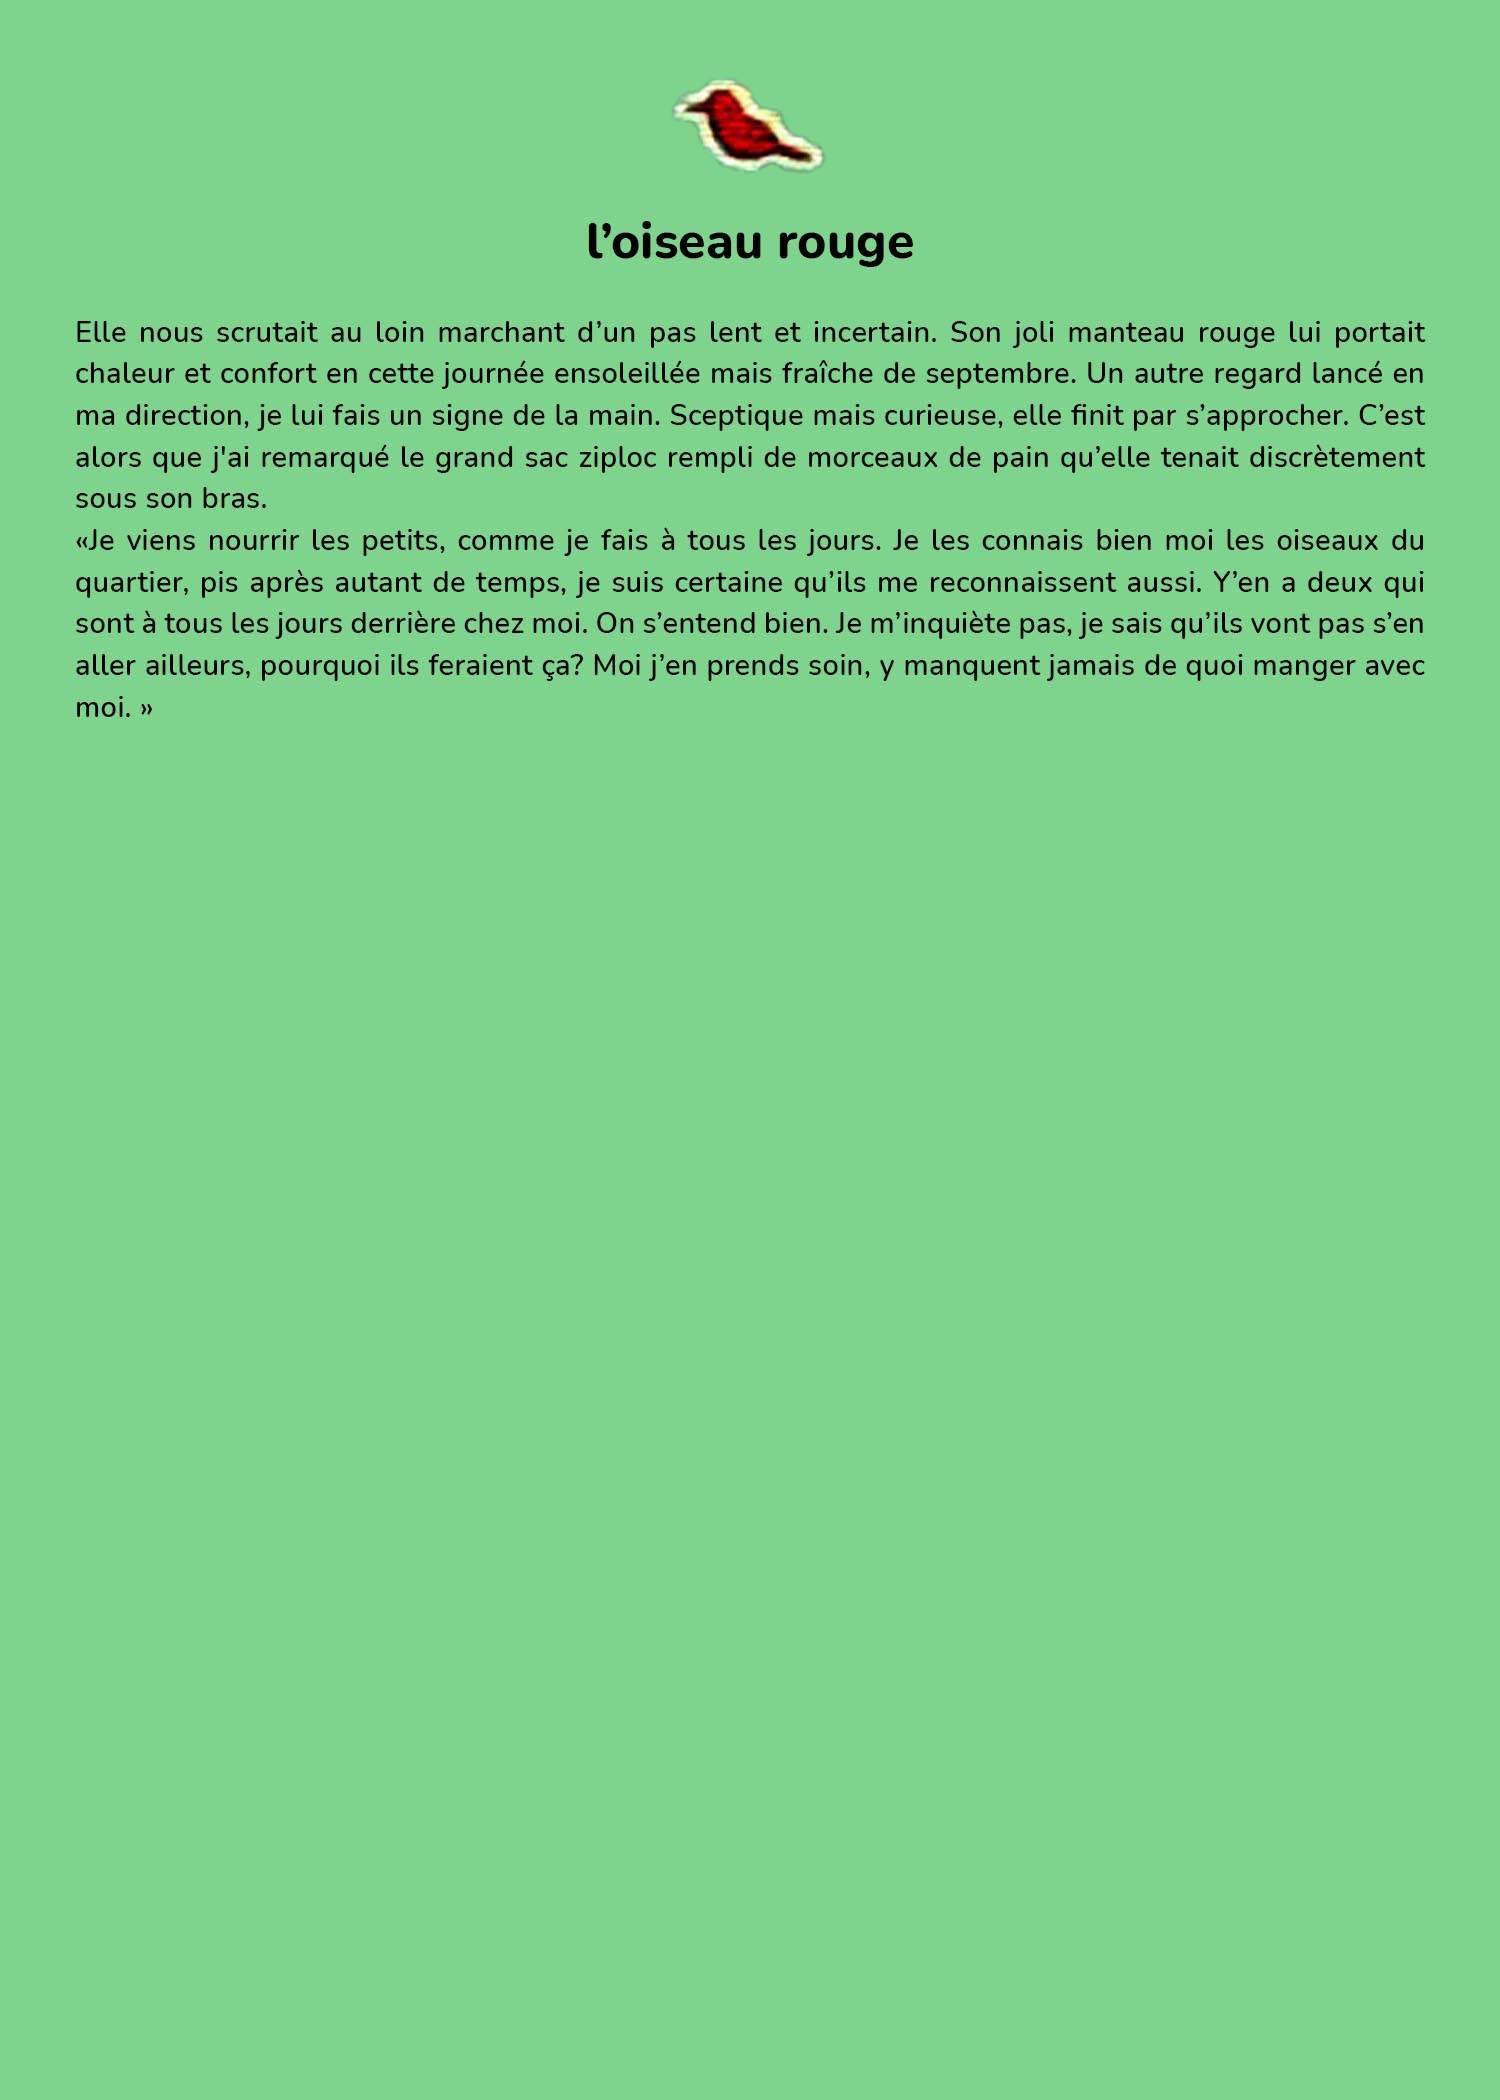 l’oiseau rouge
Elle nous scrutait au loin marchant d’un pas lent et incertain. Son joli manteau rouge lui portait
chaleur et confort en cette journée ensoleillée mais fraîche de septembre. Un autre regard lancé en
ma direction, je lui fais un signe de la main. Sceptique mais curieuse, elle finit par s’approcher. C’est
alors que j'ai remarqué le grand sac ziploc rempli de morceaux de pain qu’elle tenait discrètement
sous son bras.
«Je viens nourrir les petits, comme je fais à tous les jours. Je les connais bien moi les oiseaux du
quartier, pis après autant de temps, je suis certaine qu’ils me reconnaissent aussi. Y’en a deux qui
sont à tous les jours derrière chez moi. On s’entend bien. Je m’inquiète pas, je sais qu’ils vont pas s’en
aller ailleurs, pourquoi ils feraient ça? Moi j’en prends soin, y manquent jamais de quoi manger avec
moi. »